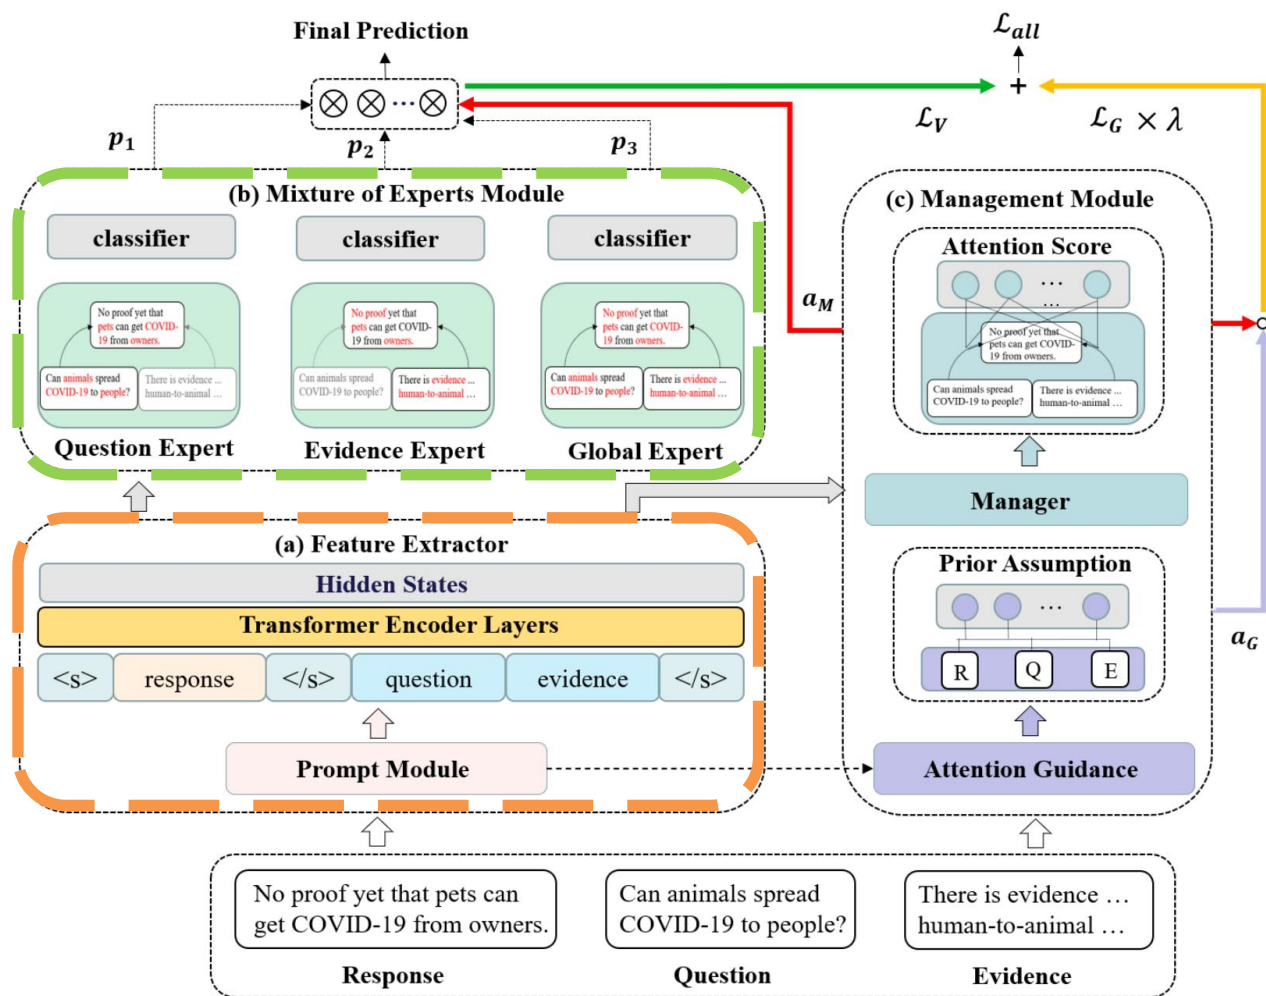 Final Prediction
ℒ_all
⊗ ⊗ ⋯ ⊗
+
ℒ_V
ℒ_G × λ
p_1
p_2
p_3
(b) Mixture of Experts Module
classifier
classifier
classifier
No proof yet that
pets can get COVID-
19 from owners.
Can animals spread
COVID-19 to people?
There is evidence ...
human-to-animal …
Question Expert
No proof yet that
pets can get COVID-
19 from owners.
Can animals spread
COVID-19 to people?
There is evidence ...
human-to-animal …
Evidence Expert
No proof yet that
pets can get COVID-
19 from owners.
Can animals spread
COVID-19 to people?
There is evidence ...
human-to-animal …
Global Expert
a_M
(c) Management Module
Attention Score
⋯
...
No proof yet that
pets can get COVID-
19 from owners.
Can animals spread
COVID-19 to people?
There is evidence ...
human-to-animal …
Manager
Prior Assumption
⋯
R Q E
Attention Guidance
a_G
(a) Feature Extractor
Hidden States
Transformer Encoder Layers
<s> response </s> question evidence </s>
Prompt Module
No proof yet that pets can
get COVID-19 from owners.
Response
Can animals spread
COVID-19 to people?
Question
There is evidence ...
human-to-animal …
Evidence